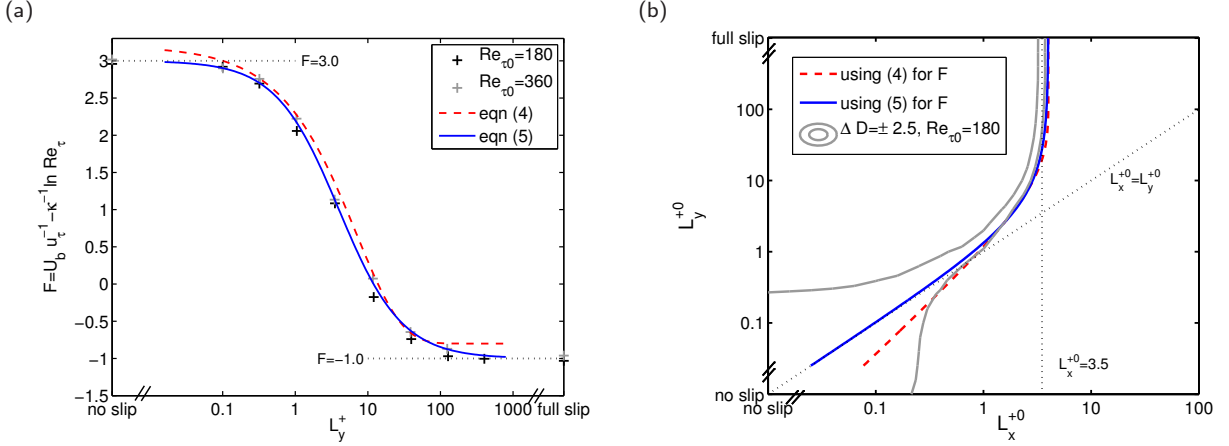 (a)
3
2.5
2
1.5
1
0.5
0
−0.5
−1
−1.5
F=U_b u_τ^{-1}−κ^{-1}ln Re_τ
F=3.0
F=−1.0
Re_τ0=180
Re_τ0=360
eqn (4)
eqn (5)
no slip 0.1 1 10 100 1000 full slip
L_y^+
(b)
full slip
100
10
1
0.1
no slip
L_y^{+0}
using (4) for F
using (5) for F
Δ D=± 2.5, Re_τ0=180
L_x^{+0}=L_y^{+0}
L_x^{+0}=3.5
no slip 0.1 1 10 100
L_x^{+0}